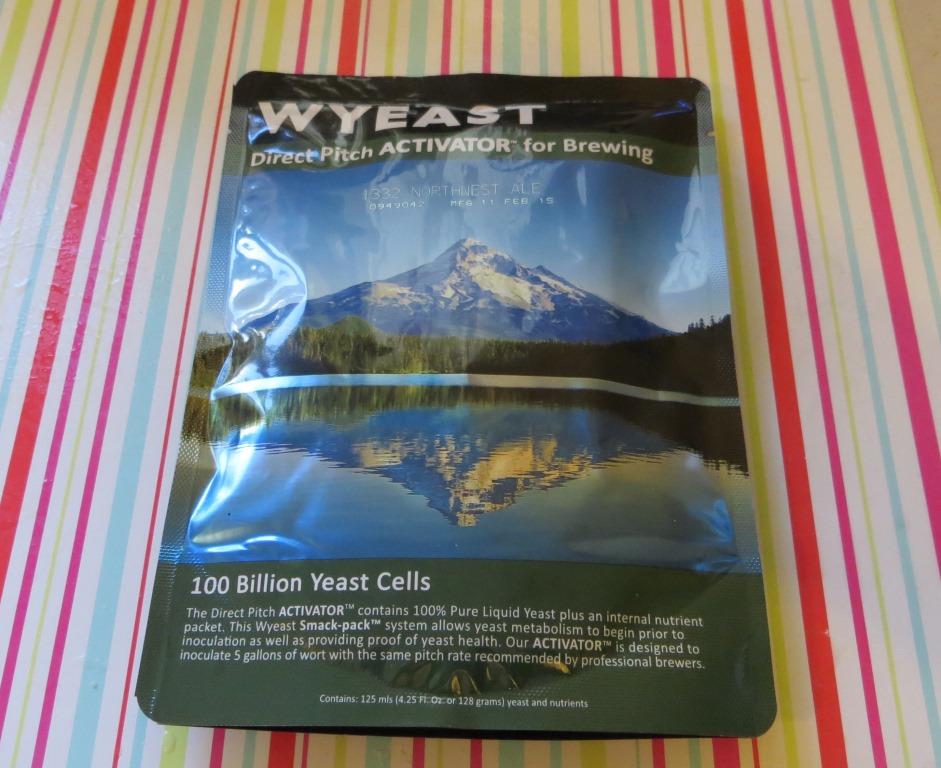 WYEAST
Direct Pitch ACTIVATOR™ for Brewing
1332 NORTHWEST ALE
0949042 MFG 11 FEB 15
100 Billion Yeast Cells
The Direct Pitch ACTIVATOR™ contains 100% Pure Liquid Yeast plus an internal nutrient
packet. This Wyeast Smack-pack™ system allows yeast metabolism to begin prior to
inoculation as well as providing proof of yeast health. Our ACTIVATOR™ is designed to
inoculate 5 gallons of wort with the same pitch rate recommended by professional brewers.
Contains: 125 mls (4.25 Fl. Oz. or 128 grams) yeast and nutrients